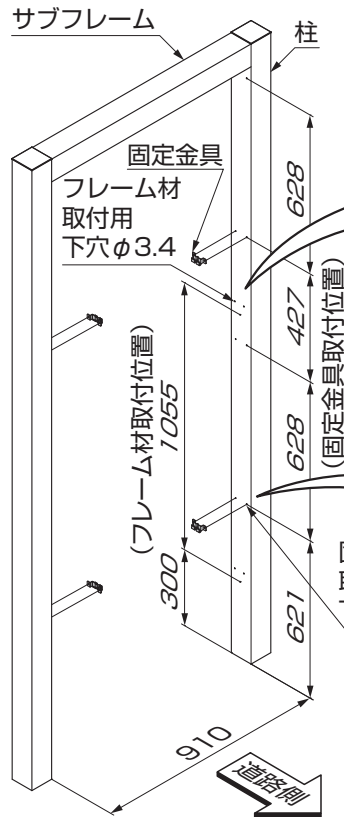 サブフレーム
柱
固定金具
フレーム材
取付用
下穴φ3.4
628
427
(固定金具取付位置)
628
621
1055
(フレーム材取付位置)
300
910
道路側